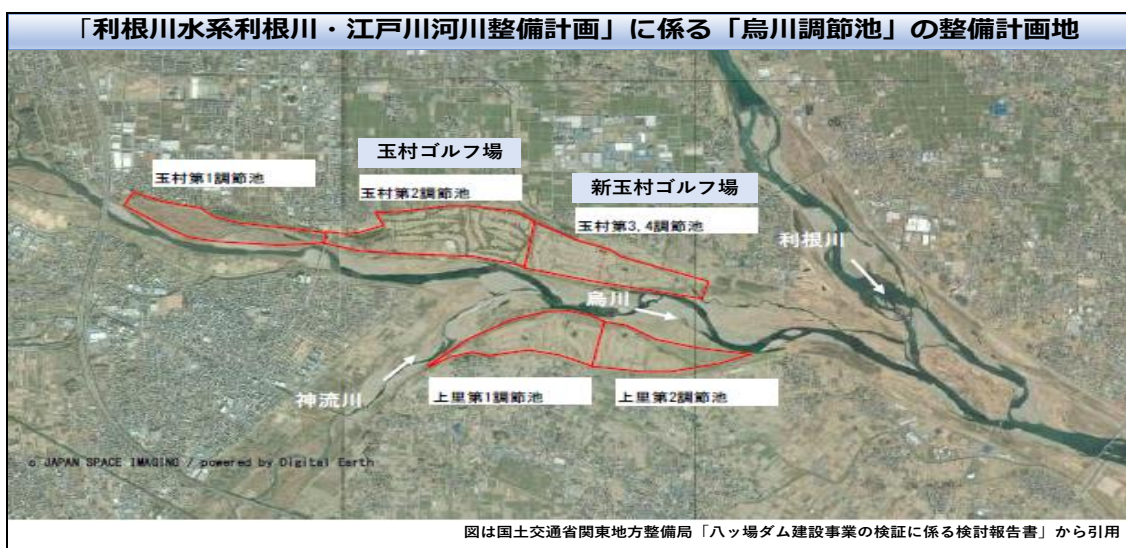 「利根川水系利根川・江戸川河川整備計画」に係る「烏川調節池」の整備計画地
玉村ゴルフ場
玉村第1調節池
玉村第2調節池
新玉村ゴルフ場
玉村第3,4調節池
利根川
烏川
神流川
上里第1調節池
上里第2調節池
© JAPAN SPACE IMAGING / powered by Digital Earth
図は国土交通省関東地方整備局「八ッ場ダム建設事業の検証に係る検討報告書」から引用